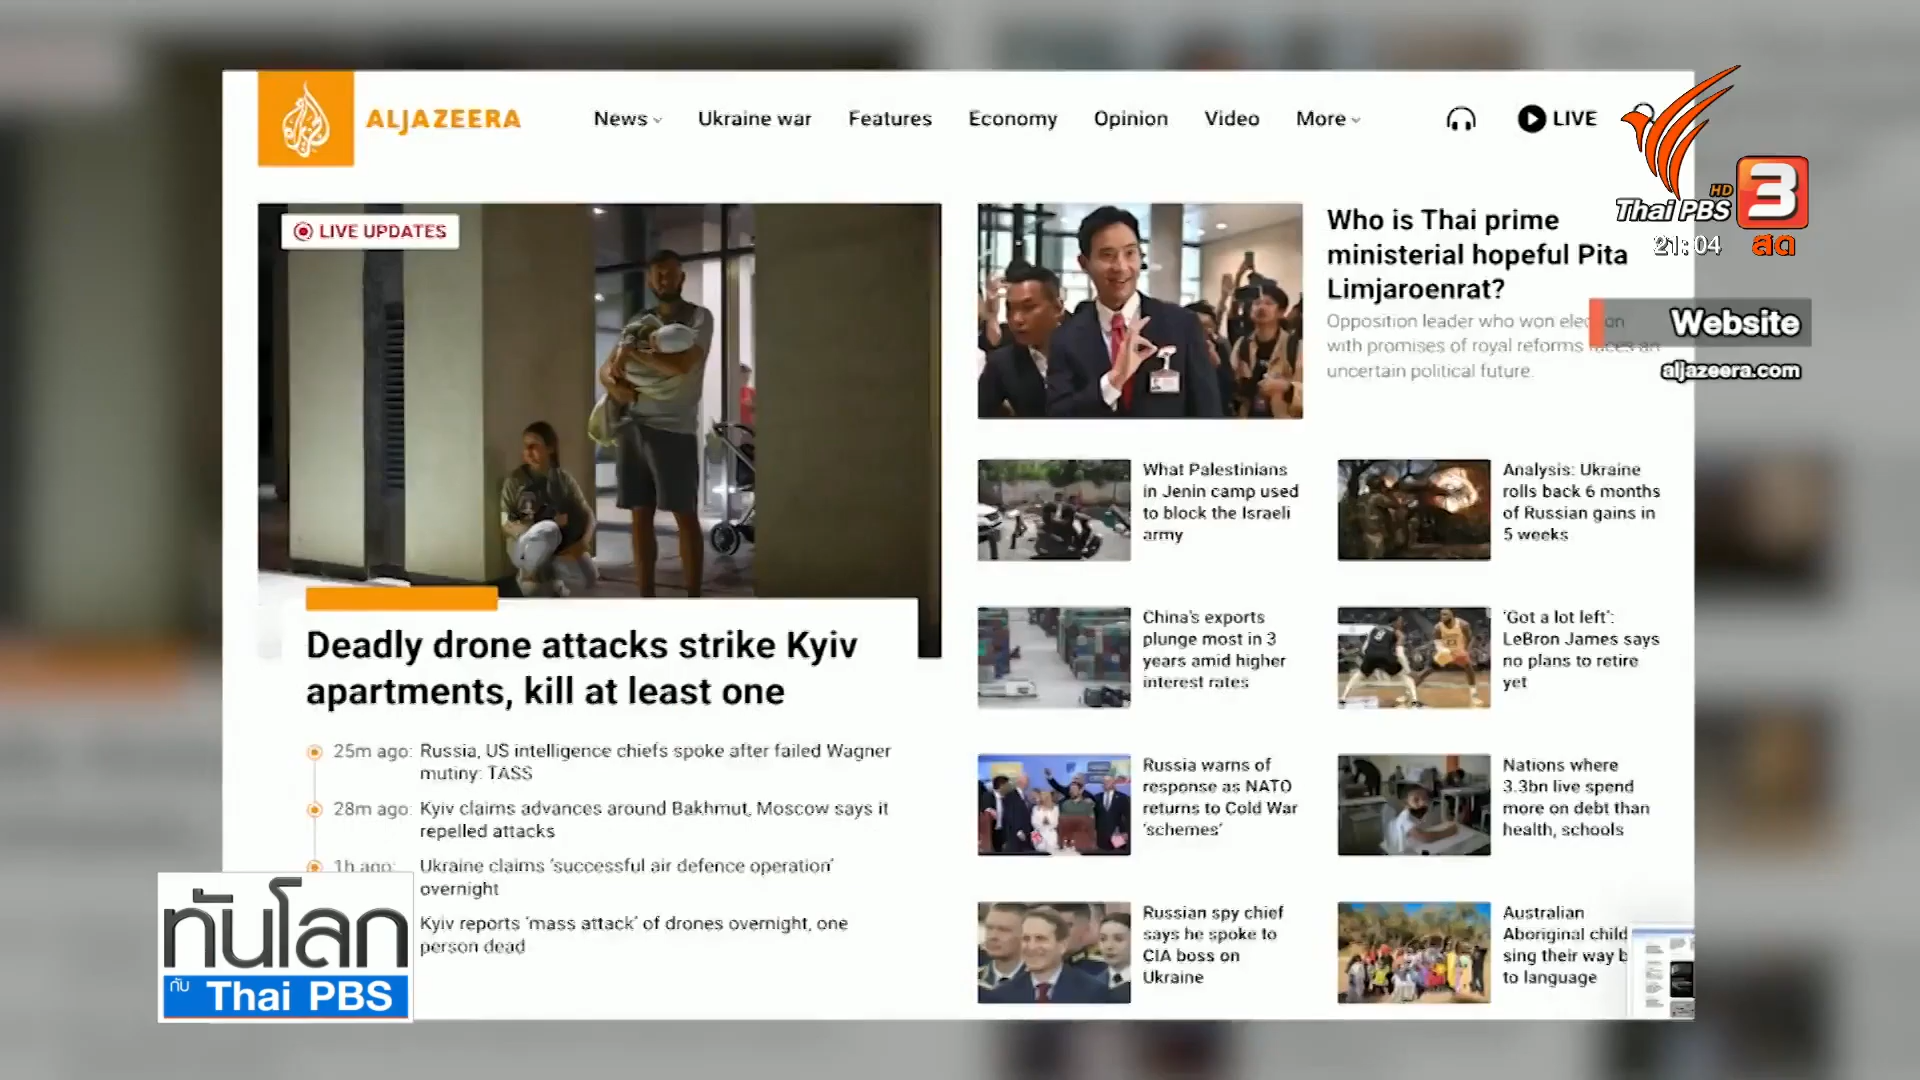 ALJAZEERA
News
Ukraine war
Features
Economy
Opinion
Video
More
LIVE
HD
Thai PBS
3
21:04
สด
Website
aljazeera.com
LIVE UPDATES
Deadly drone attacks strike Kyiv
apartments, kill at least one
25m ago: Russia, US intelligence chiefs spoke after failed Wagner
mutiny: TASS
28m ago: Kyiv claims advances around Bakhmut, Moscow says it
repelled attacks
1h ago: Ukraine claims ‘successful air defence operation’
overnight
Kyiv reports ‘mass attack’ of drones overnight, one
person dead
Who is Thai prime
ministerial hopeful Pita
Limjaroenrat?
Opposition leader who won election
with promises of royal reforms faces an
uncertain political future.
What Palestinians
in Jenin camp used
to block the Israeli
army
Analysis: Ukraine
rolls back 6 months
of Russian gains in
5 weeks
China’s exports
plunge most in 3
years amid higher
interest rates
‘Got a lot left’:
LeBron James says
no plans to retire
yet
Russia warns of
response as NATO
returns to Cold War
‘schemes’
Nations where
3.3bn live spend
more on debt than
health, schools
Russian spy chief
says he spoke to
CIA boss on
Ukraine
Australian
Aboriginal child
sing their way b
to language
ทันโลก
กับ Thai PBS